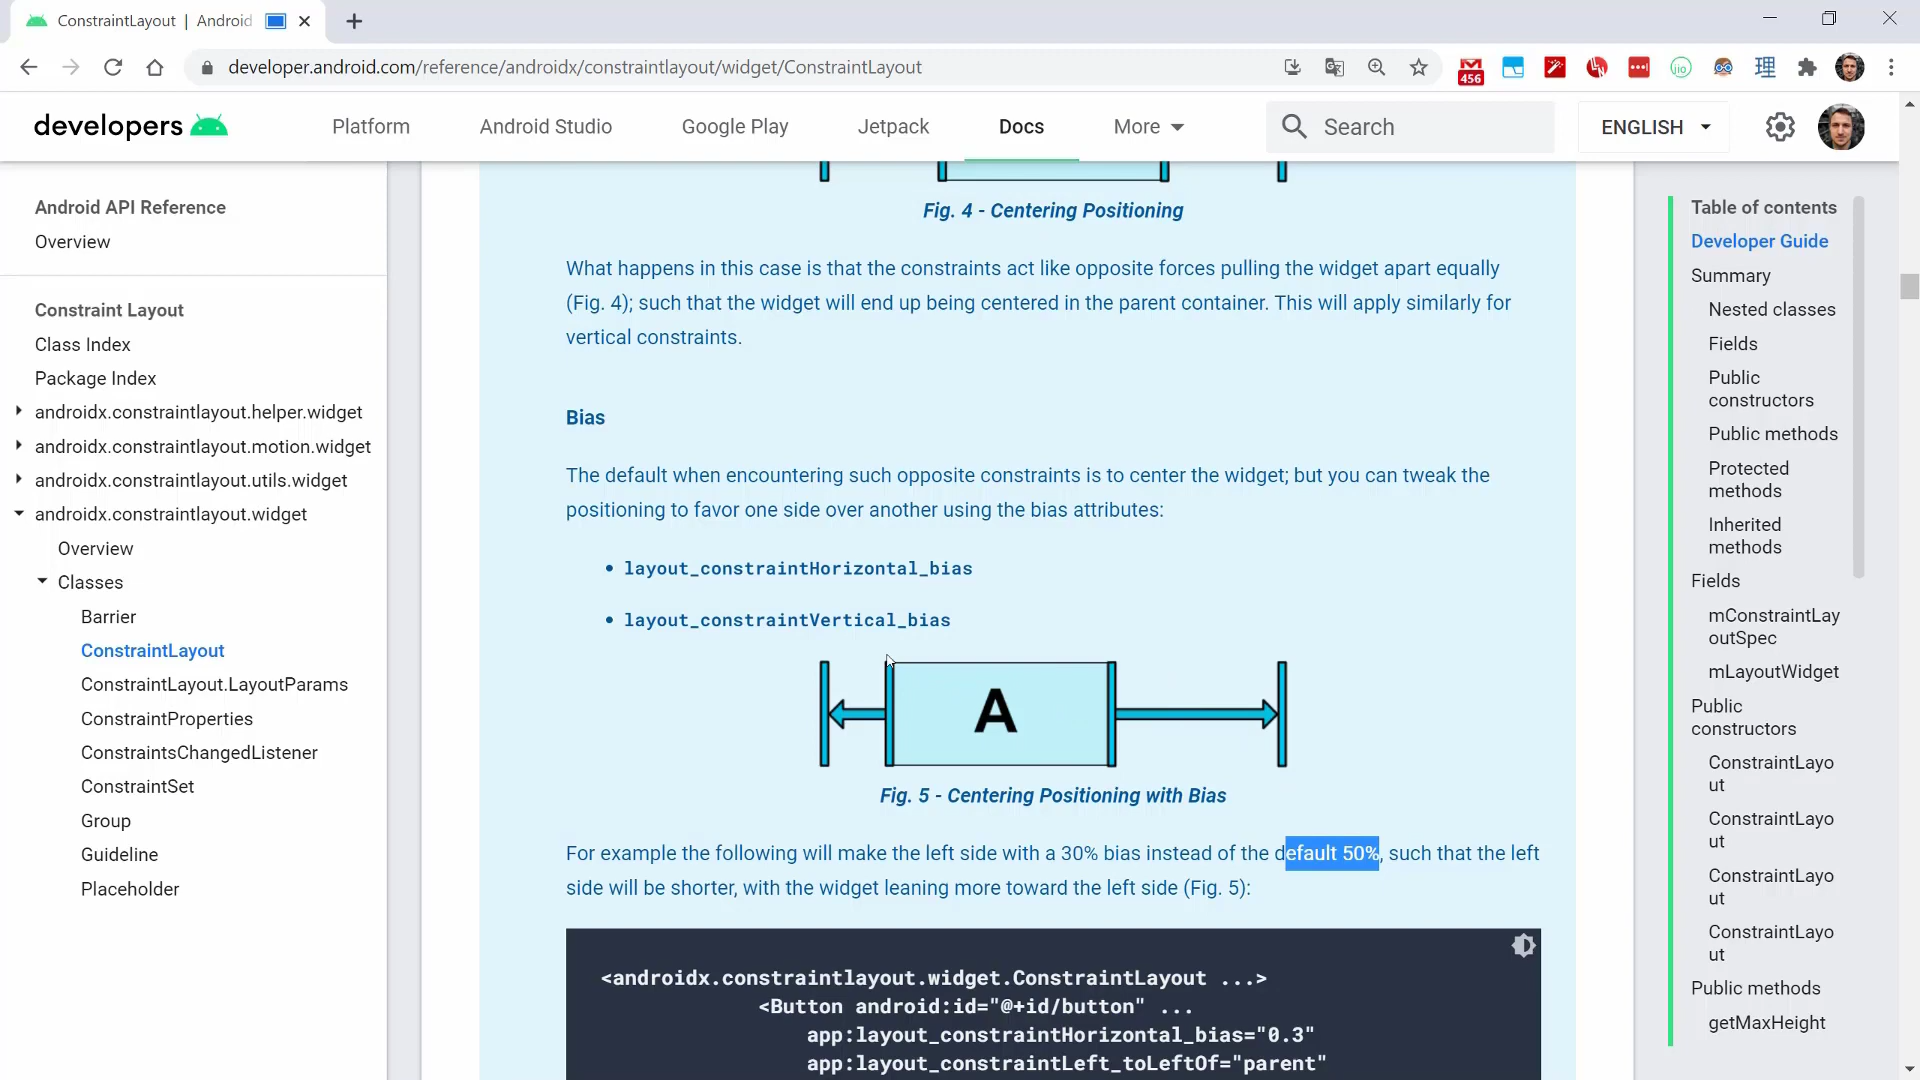 ConstraintLayout | Android
developer.android.com/reference/androidx/constraintlayout/widget/ConstraintLayout
456
理
developers
Platform
Android Studio
Google Play
Jetpack
Docs
More
Search
ENGLISH
Android API Reference
Overview
Constraint Layout
Class Index
Package Index
androidx.constraintlayout.helper.widget
androidx.constraintlayout.motion.widget
androidx.constraintlayout.utils.widget
androidx.constraintlayout.widget
Overview
Classes
Barrier
ConstraintLayout
ConstraintLayout.LayoutParams
ConstraintProperties
ConstraintsChangedListener
ConstraintSet
Group
Guideline
Placeholder
Fig. 4 - Centering Positioning
What happens in this case is that the constraints act like opposite forces pulling the widget apart equally
(Fig. 4); such that the widget will end up being centered in the parent container. This will apply similarly for
vertical constraints.
Bias
The default when encountering such opposite constraints is to center the widget; but you can tweak the
positioning to favor one side over another using the bias attributes:
• layout_constraintHorizontal_bias
• layout_constraintVertical_bias
A
Fig. 5 - Centering Positioning with Bias
For example the following will make the left side with a 30% bias instead of the default 50%, such that the left
side will be shorter, with the widget leaning more toward the left side (Fig. 5):
<androidx.constraintlayout.widget.ConstraintLayout ...>
<Button android:id="@+id/button" ...
app:layout_constraintHorizontal_bias="0.3"
app:layout_constraintLeft_toLeftOf="parent"
Table of contents
Developer Guide
Summary
Nested classes
Fields
Public
constructors
Public methods
Protected
methods
Inherited
methods
Fields
mConstraintLay
outSpec
mLayoutWidget
Public
constructors
ConstraintLayo
ut
ConstraintLayo
ut
ConstraintLayo
ut
ConstraintLayo
ut
Public methods
getMaxHeight